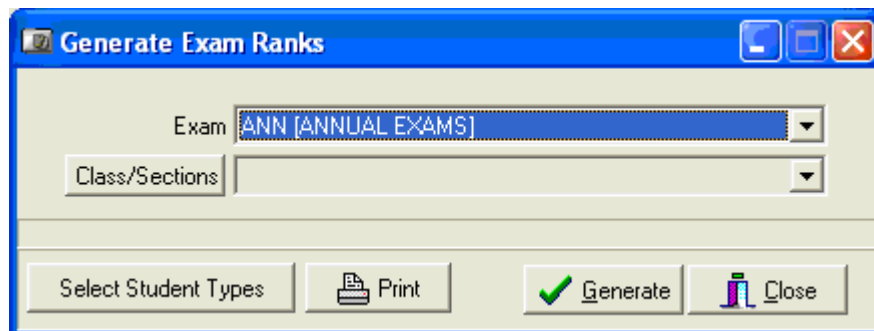 Generate Exam Ranks
Exam ANN [ANNUAL EXAMS]
Class/Sections
Select Student Types Print Generate Close